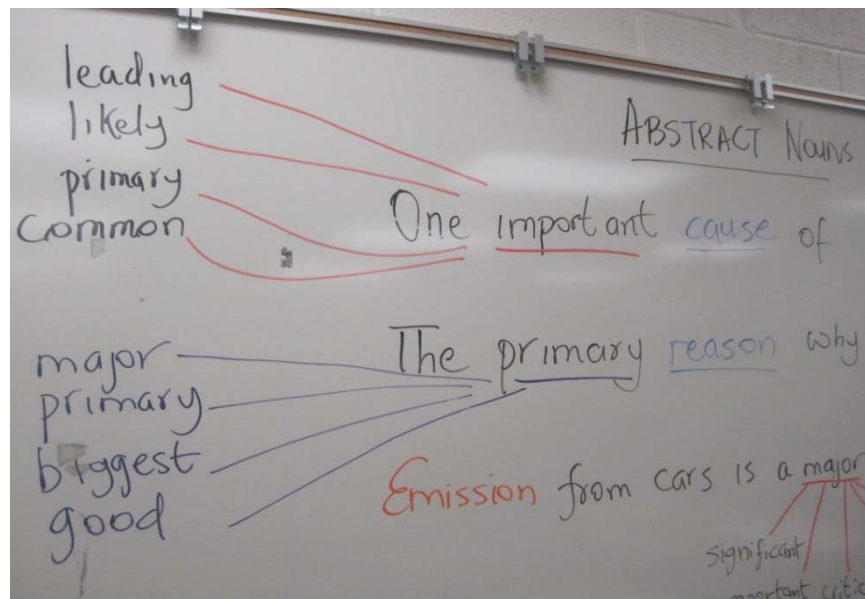 leading
likely
primary
common
ABSTRACT NOUNS
One important cause of
The primary reason why
major
primary
biggest
good
Emission from cars is a major
significant